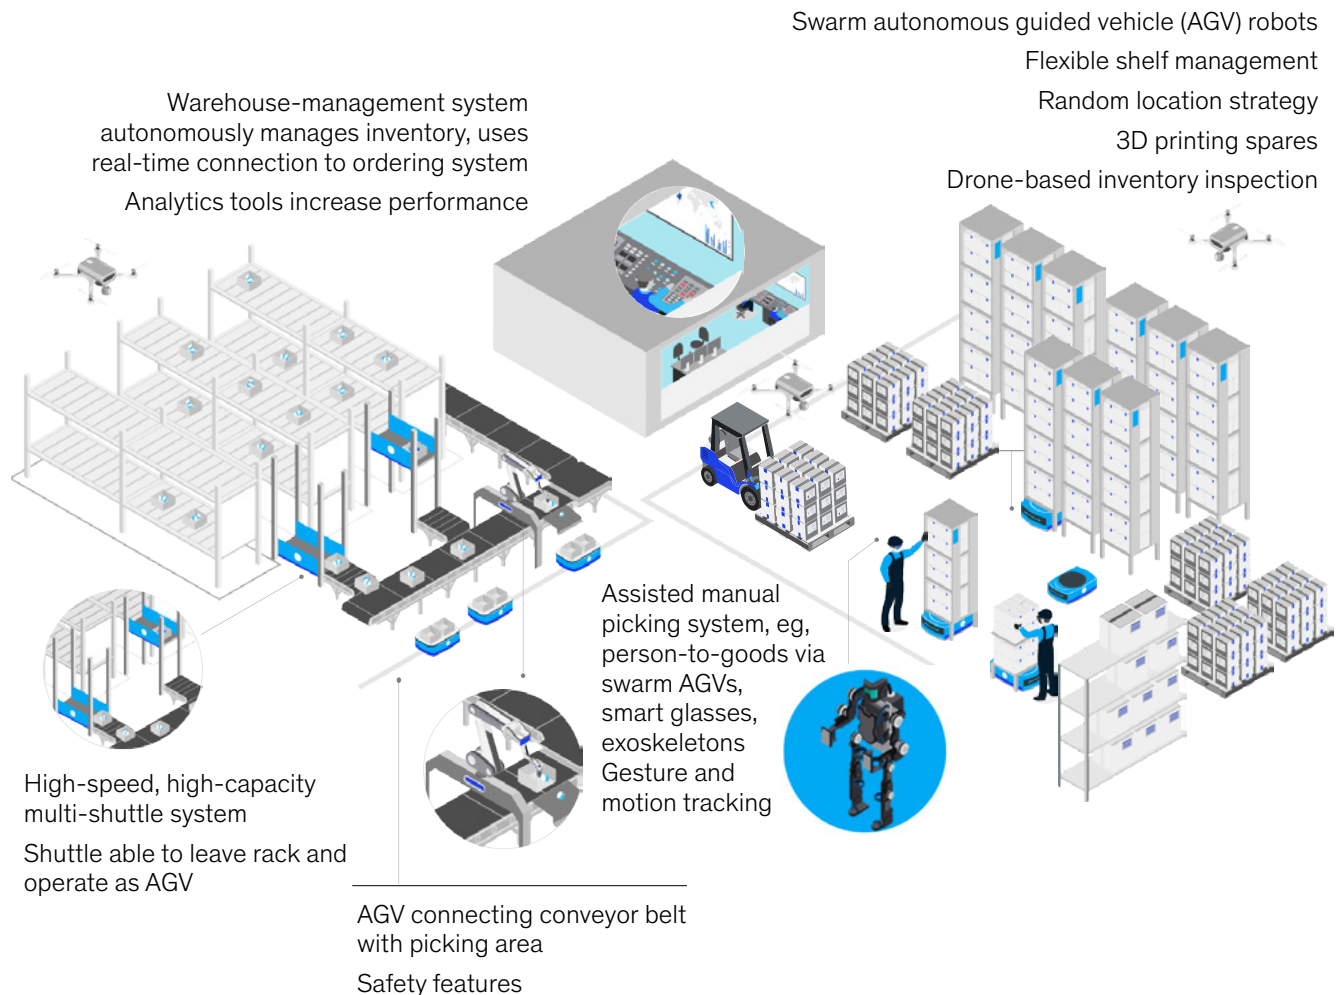 Swarm autonomous guided vehicle (AGV) robots
Flexible shelf management
Random location strategy
3D printing spares
Drone-based inventory inspection
Warehouse-management system
autonomously manages inventory, uses
real-time connection to ordering system
Analytics tools increase performance
Assisted manual
picking system, eg,
person-to-goods via
swarm AGVs,
smart glasses,
exoskeletons
Gesture and
motion tracking
High-speed, high-capacity
multi-shuttle system
Shuttle able to leave rack and
operate as AGV
AGV connecting conveyor belt
with picking area
Safety features